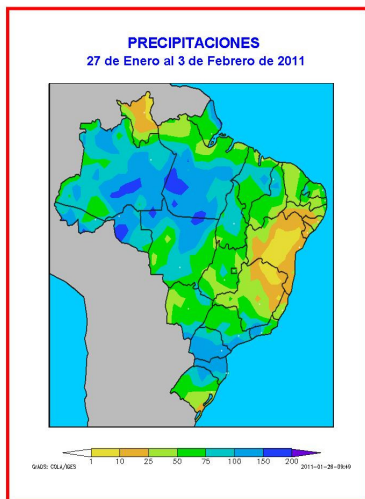 PRECIPITACIONES
27 de Enero al 3 de Febrero de 2011
1 10 25 50 75 100 150 200
GrADS: COLA/IGES
2011-01-26-09:49